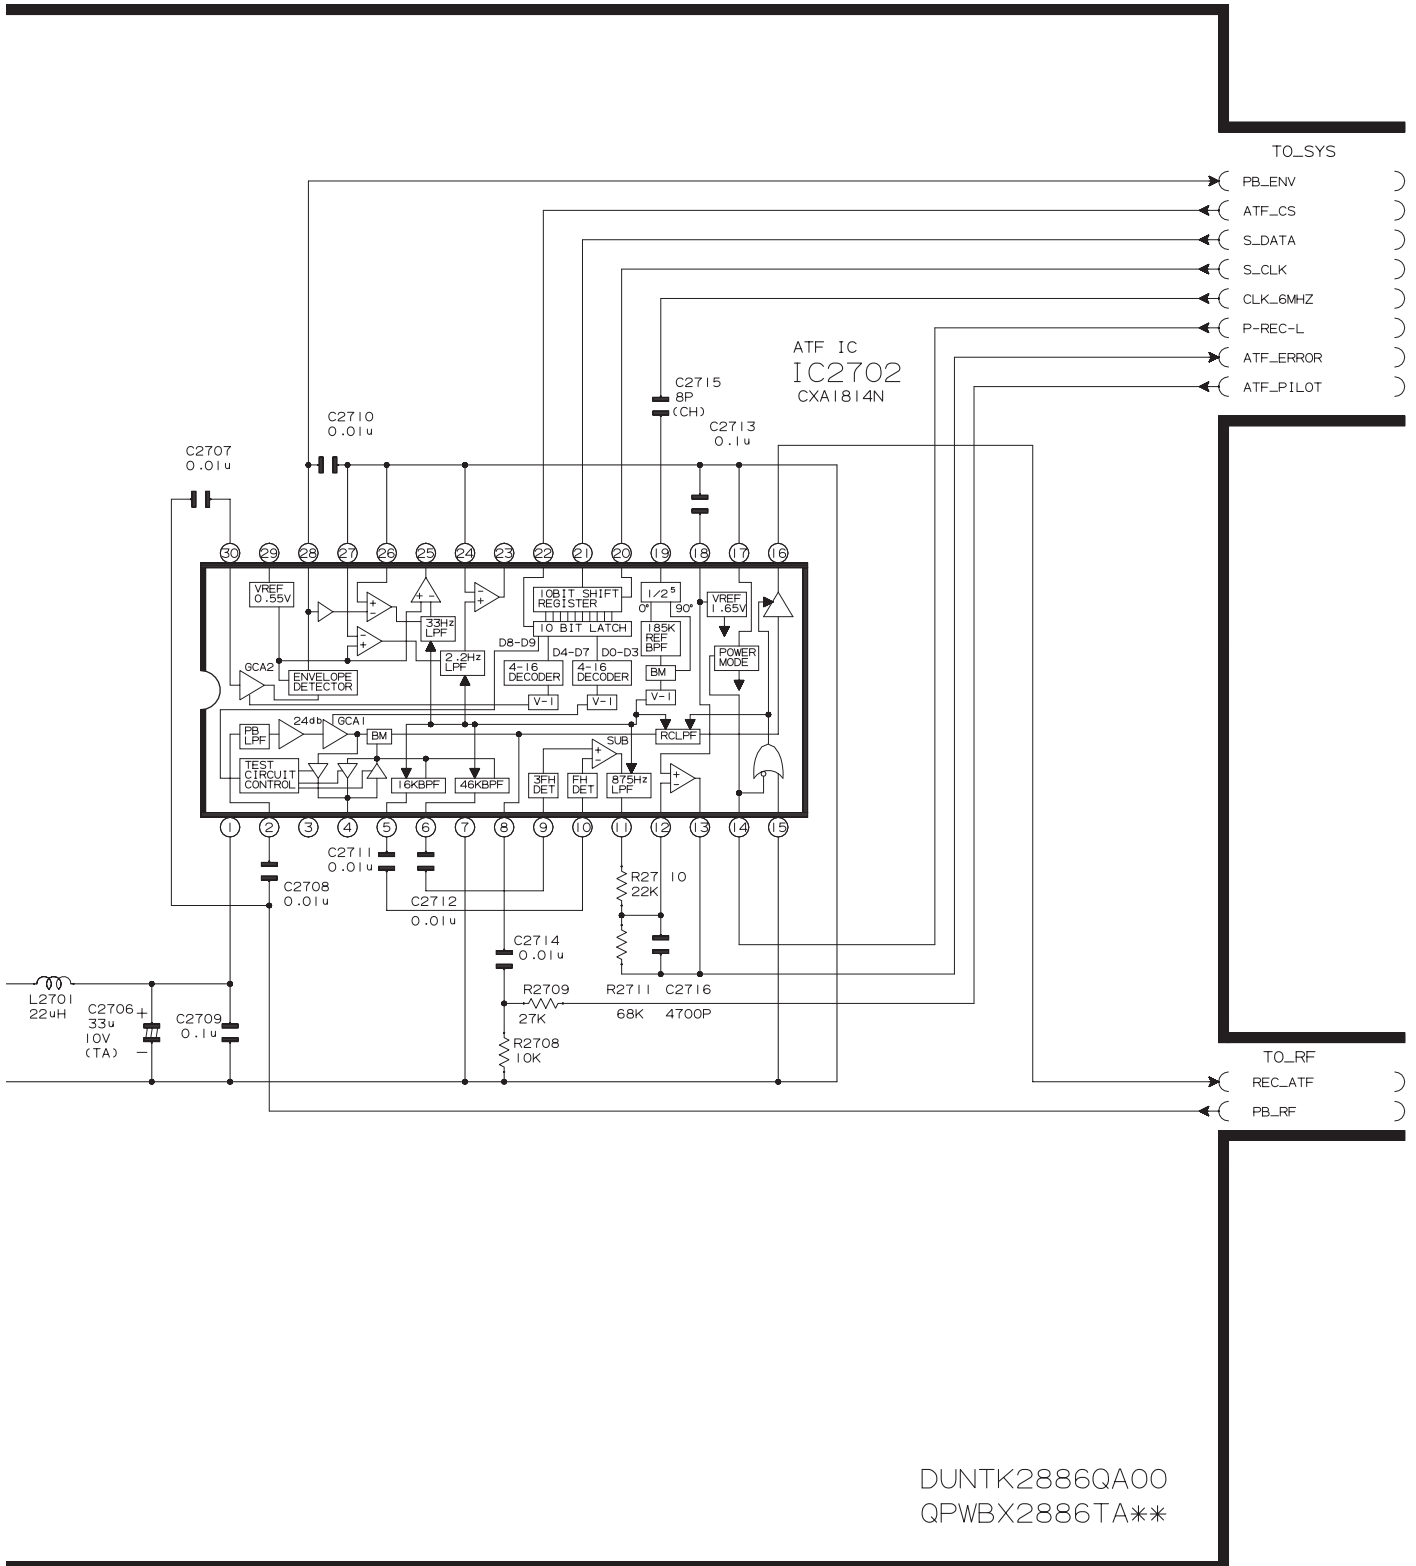 TO_SYS
PB_ENV
ATF_CS
S_DATA
S_CLK
CLK_6MHZ
P-REC-L
ATF_ERROR
ATF_PILOT
ATF IC
IC2702
CXA1814N
C2715
8P
(CH)
C2713
0.1u
C2710
0.01u
C2707
0.01u
30 29 28 27 26 25 24 23 22 21 20 19 18 17 16
VREF
0.55V
+
-
-
+
+ -
33Hz
LPF
-
+
2.2Hz
LPF
10BIT SHIFT
REGISTER
10 BIT LATCH
D8-D9
D4-D7
D0-D3
4-16
DECODER
4-16
DECODER
V-I
V-I
1/2⁵
0°
90°
185K
REF
BPF
BM
V-I
VREF
1.65V
POWER
MODE
GCA2
ENVELOPE
DETECTOR
PB
LPF
24db
GCA1
BM
TEST
CIRCUIT
CONTROL
16KBPF
46KBPF
3FH
DET
FH
DET
SUB
+
-
875Hz
LPF
RCLPF
+
-
1 2 3 4 5 6 7 8 9 10 11 12 13 14 15
C2711
0.01u
C2708
0.01u
C2712
0.01u
R27 10
22K
C2714
0.01u
R2709
27K
R2711
68K
C2716
4700P
R2708
10K
L2701
22uH
C2706
33u
10V
(TA)
+
-
C2709
0.1u
TO_RF
REC_ATF
PB_RF
DUNTK2886QA00
QPWBX2886TA**